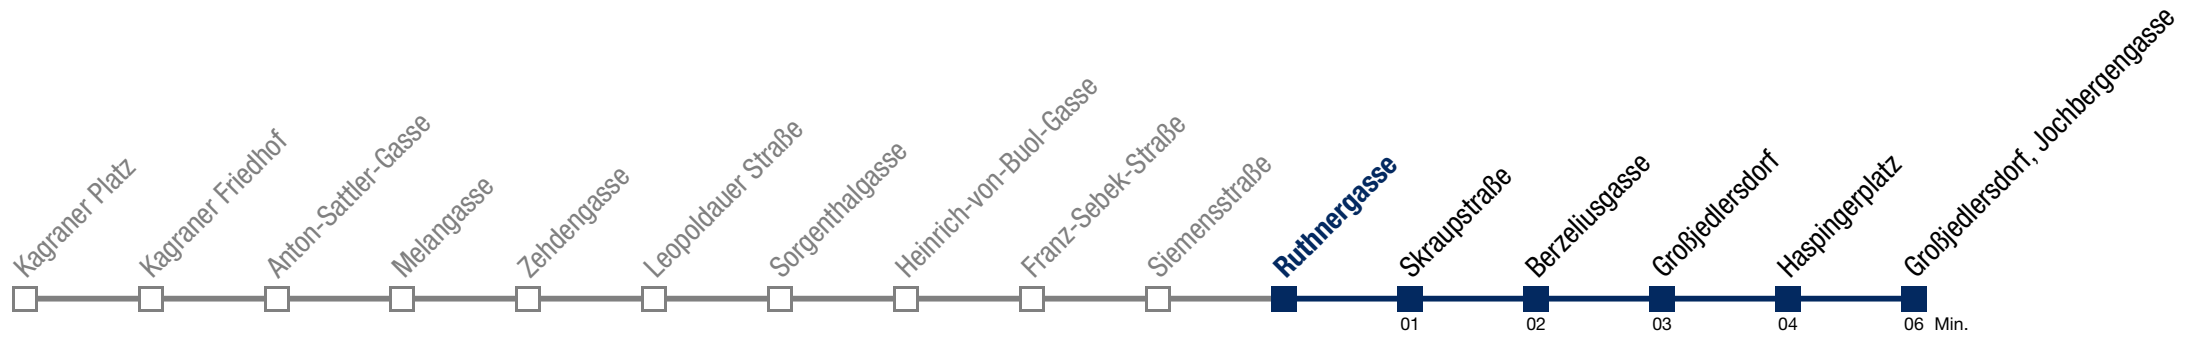 Kagraner Platz
Kagraner Friedhof
Anton-Sattler-Gasse
Melangasse
Zehdengasse
Leopoldauer Straße
Sorgenthalgasse
Heinrich-von-Buol-Gasse
Franz-Sebek-Straße
Siemensstraße
Ruthnergasse
Skraupstraße
Berzeliusgasse
Großjedlersdorf
Haspingerplatz
Großjedlersdorf, Jochbergengasse
01 02 03 04 06 Min.